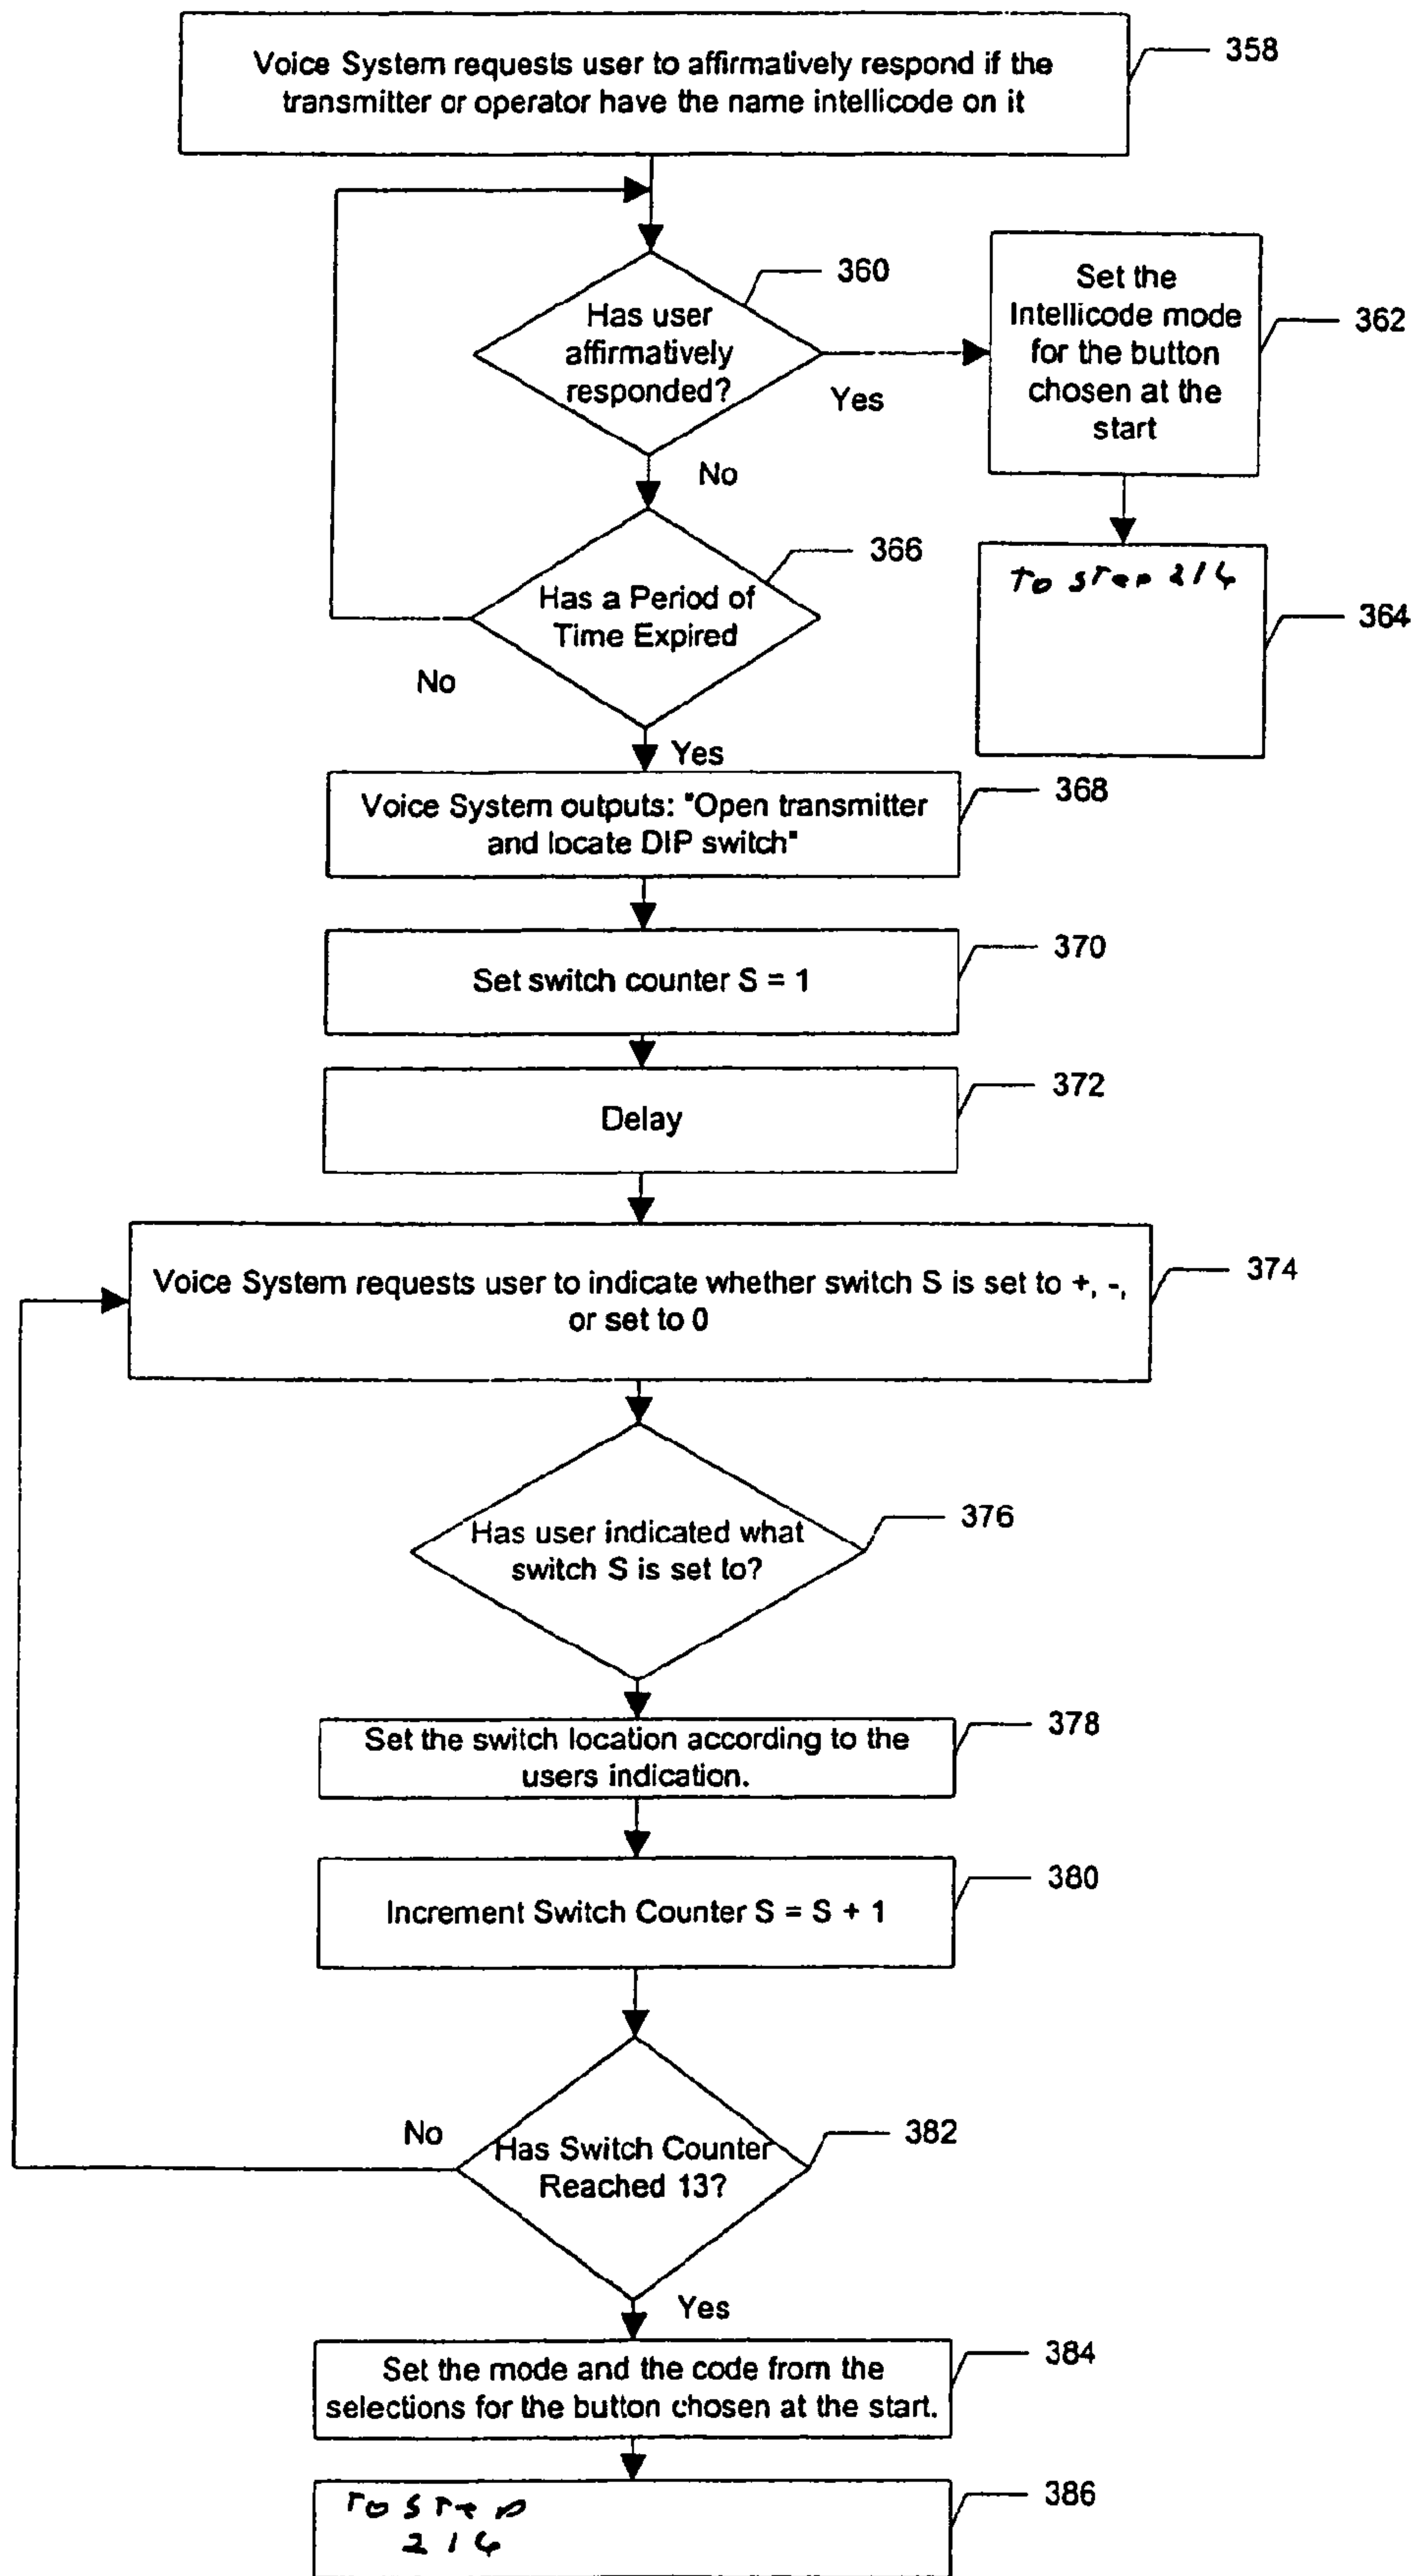 Voice System requests user to affirmatively respond if the
transmitter or operator have the name intellicode on it
358
360
Has user
affirmatively
responded?
Yes
No
Set the
Intellicode mode
for the button
chosen at the
start
362
366
Has a Period of
Time Expired
No
Yes
To step 216
364
Voice System outputs: "Open transmitter
and locate DIP switch"
368
Set switch counter S = 1
370
Delay
372
Voice System requests user to indicate whether switch S is set to +, -,
or set to 0
374
Has user indicated what
switch S is set to?
376
Set the switch location according to the
users indication.
378
Increment Switch Counter S = S + 1
380
No
Has Switch Counter
Reached 13?
382
Yes
Set the mode and the code from the
selections for the button chosen at the start.
384
To step
216
386